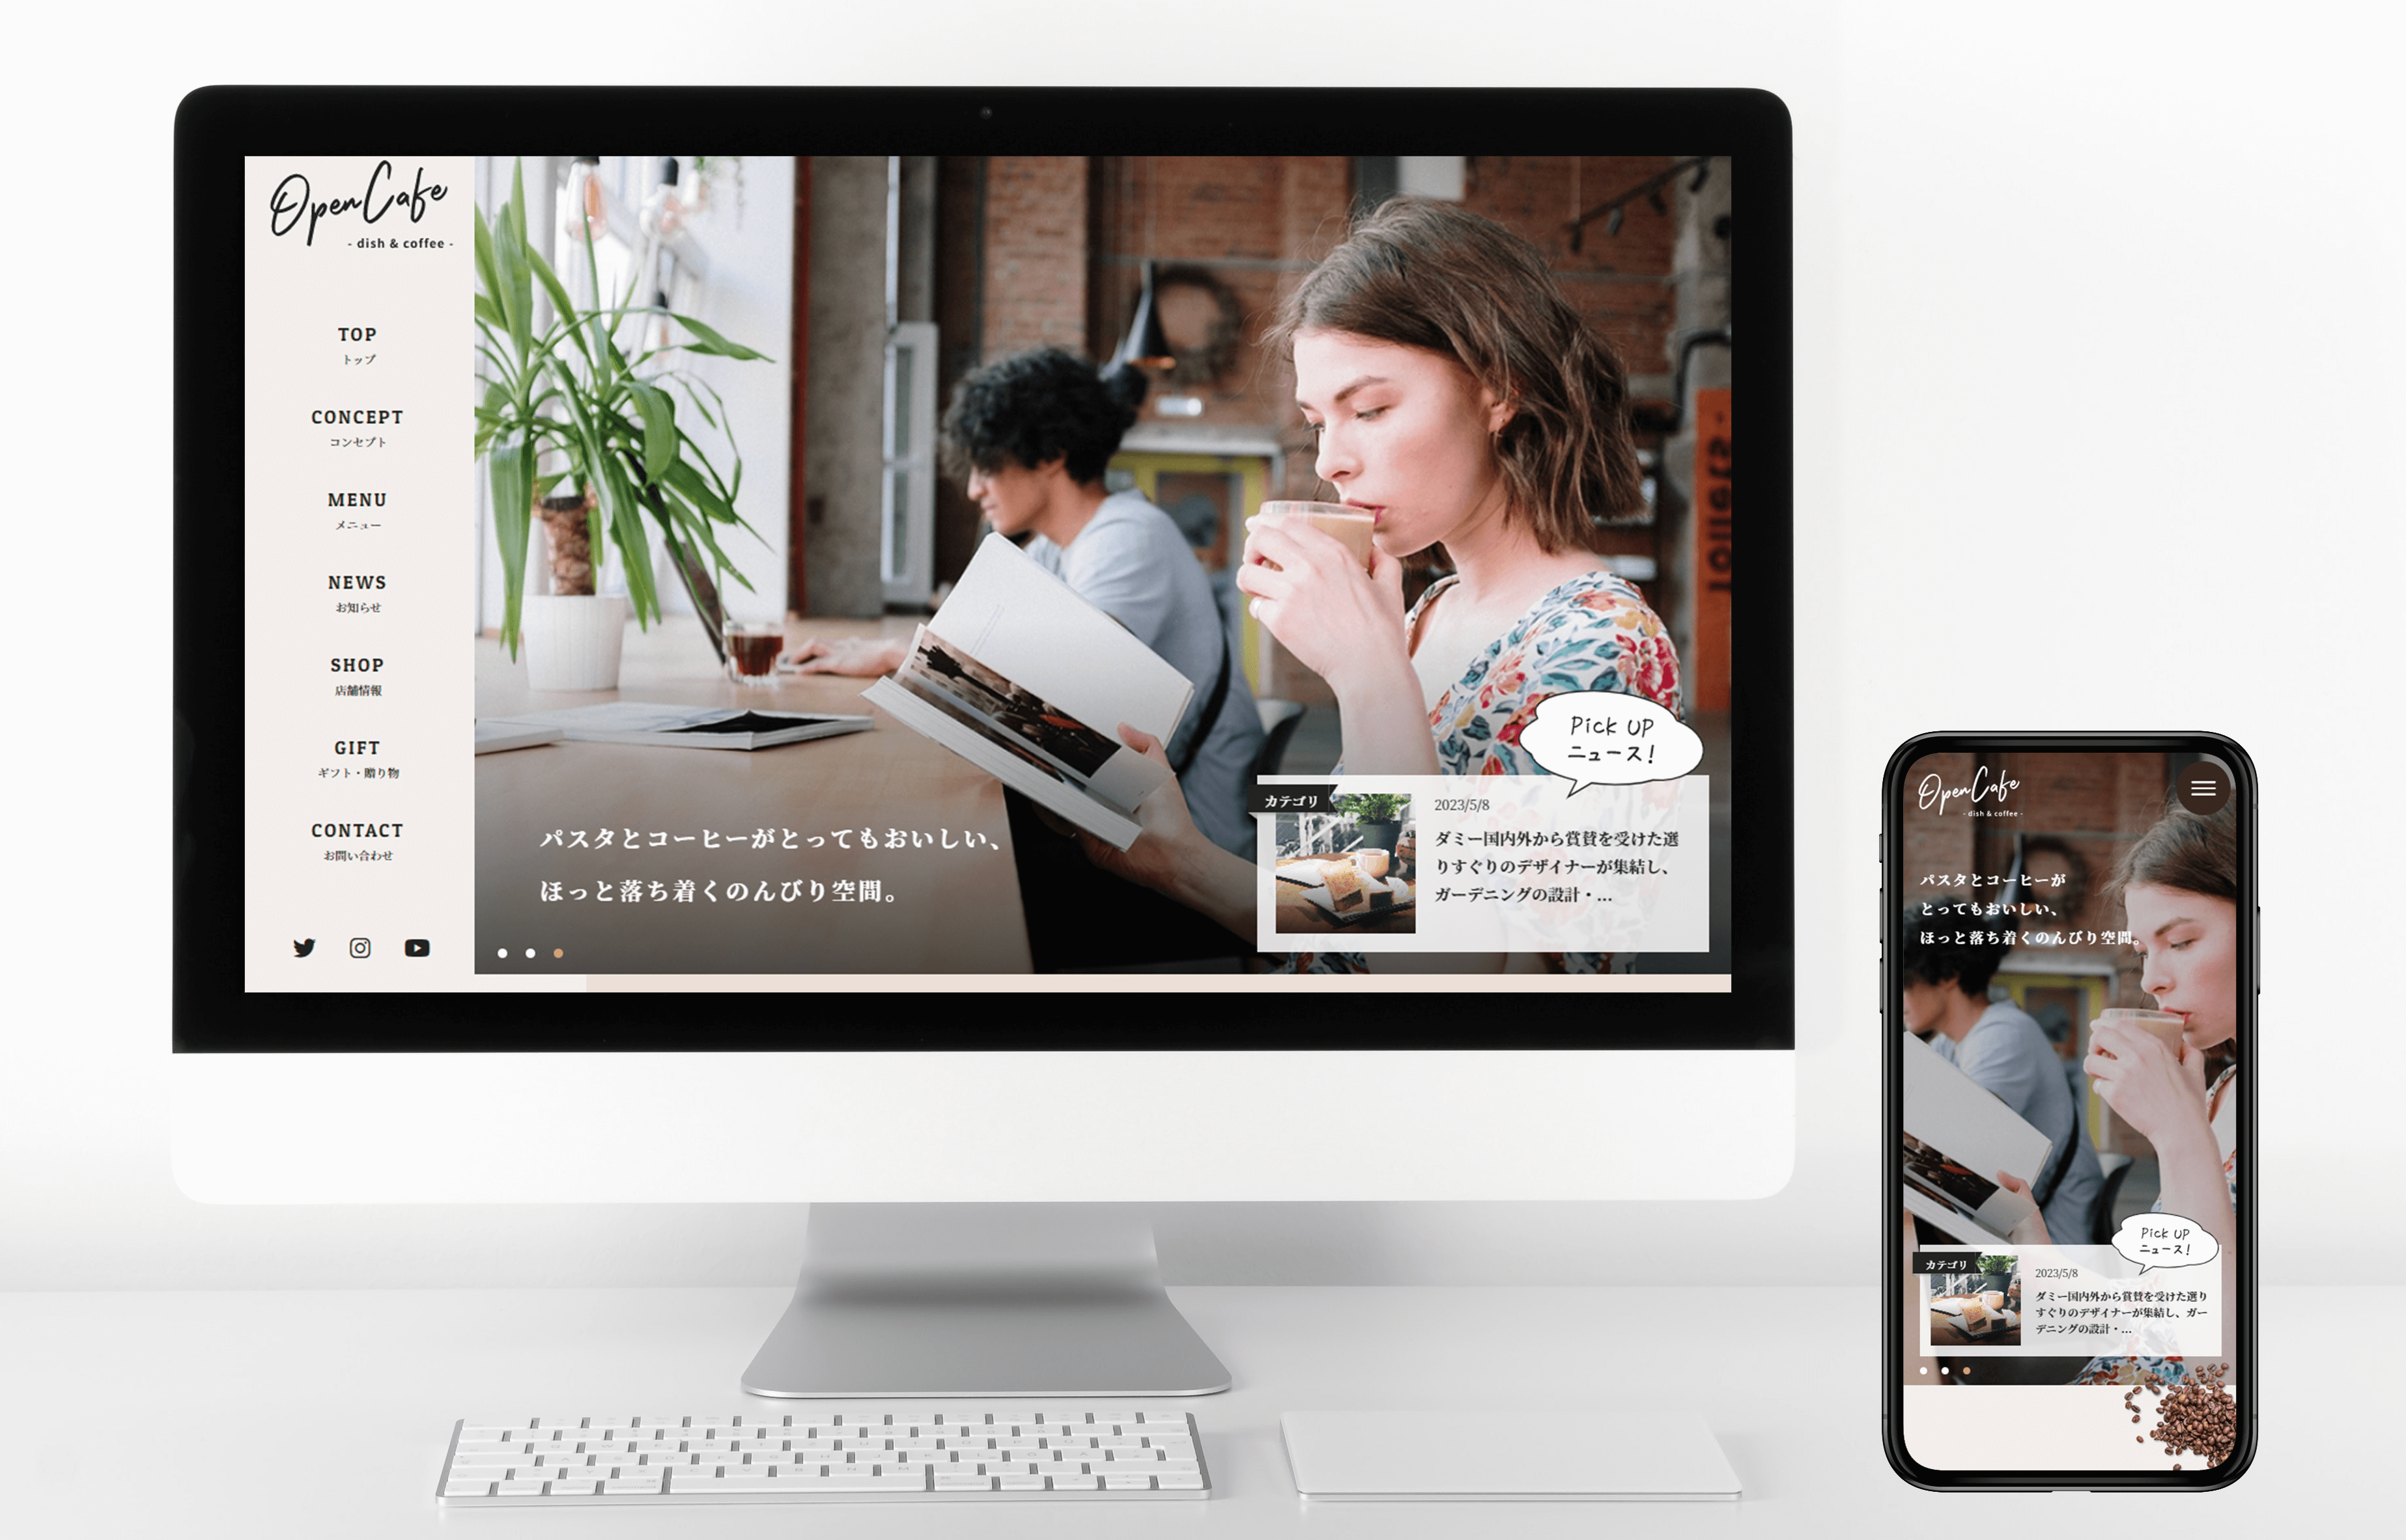 OpenCafe
- dish & coffee -
TOP
トップ
CONCEPT
コンセプト
MENU
メニュー
NEWS
お知らせ
SHOP
店舗情報
GIFT
ギフト・贈り物
CONTACT
お問い合わせ
パスタとコーヒーがとってもおいしい、
ほっと落ち着くのんびり空間。
Pick UP
ニュース!
カテゴリ
2023/5/8
ダミー国内外から賞賛を受けた選
りすぐりのデザイナーが集結し、
ガーデニングの設計・...
OpenCafe
- dish & coffee -
パスタとコーヒーが
とってもおいしい、
ほっと落ち着くのんびり空間。
Pick UP
ニュース!
カテゴリ
2023/5/8
ダミー国内外から賞賛を受けた選り
すぐりのデザイナーが集結し、ガー
デニングの設計・...